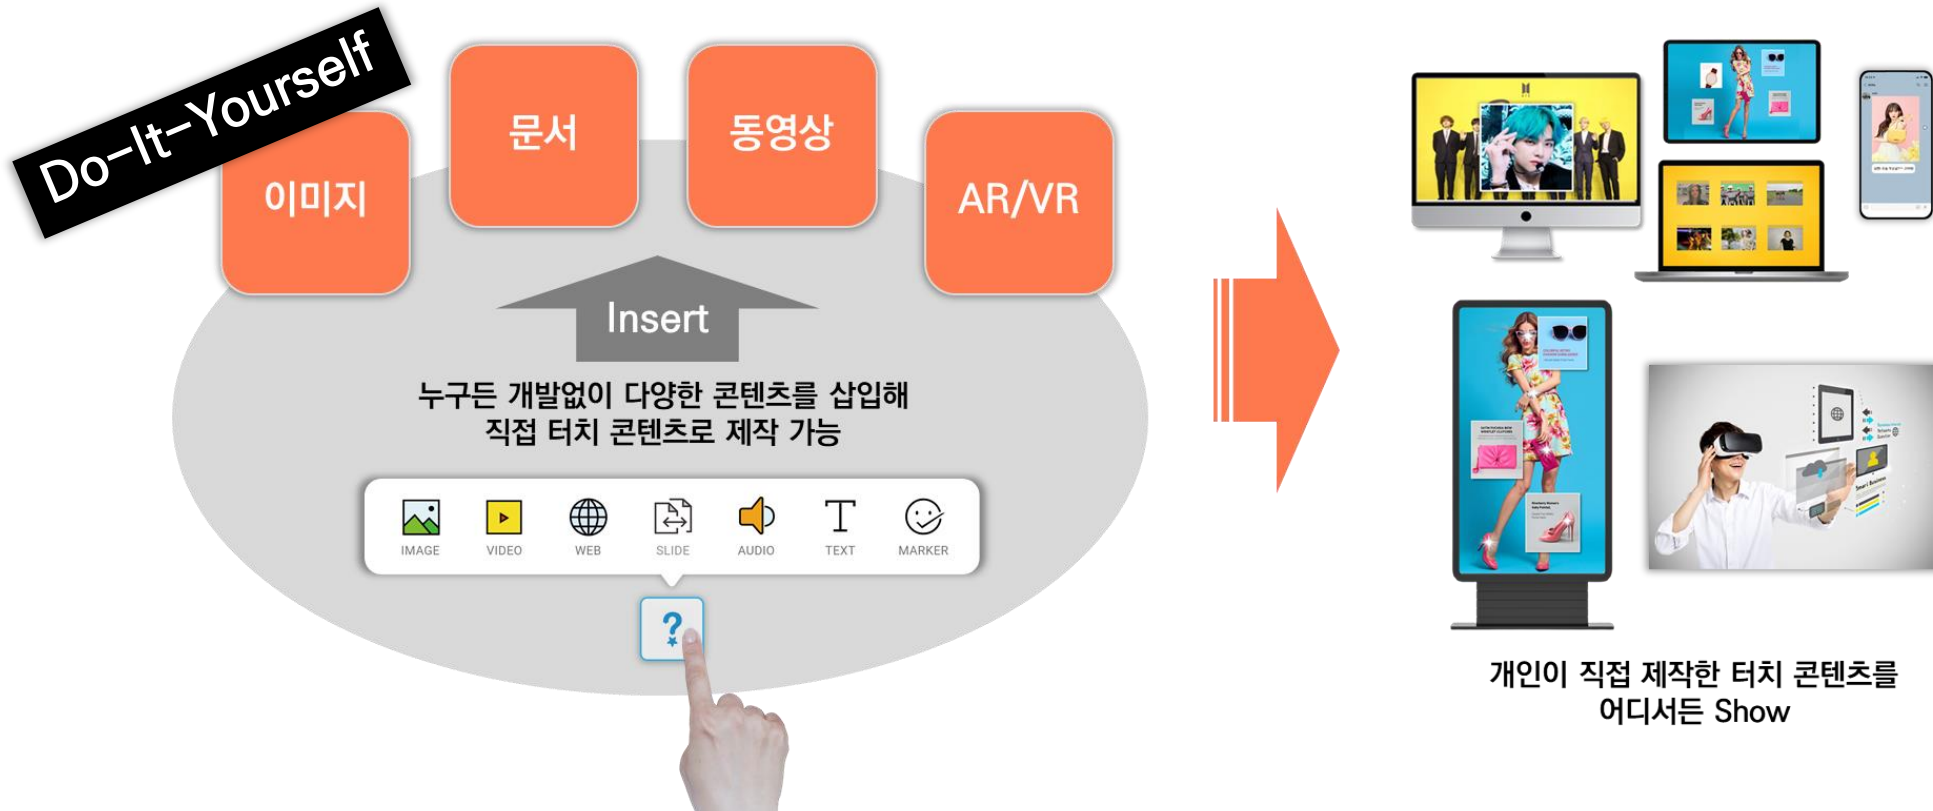 Do-It-Yourself
이미지
문서
동영상
AR/VR
Insert
누구든 개발없이 다양한 콘텐츠를 삽입해
직접 터치 콘텐츠로 제작 가능
IMAGE
VIDEO
WEB
SLIDE
AUDIO
TEXT
MARKER
?
개인이 직접 제작한 터치 콘텐츠를
어디서든 Show